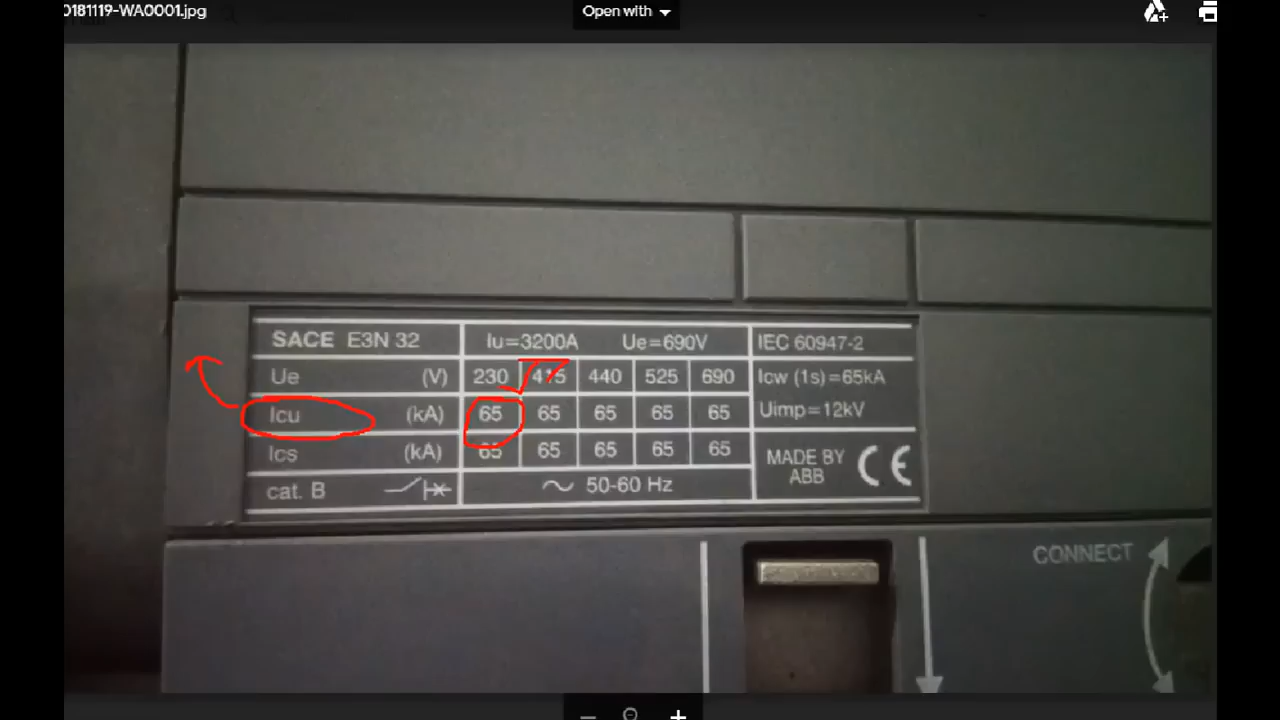 0181119-WA0001.jpg
Open with
SACE E3N 32 Iu=3200A Ue=690V IEC 60947-2
Ue (V) 230 415 440 525 690 Icw (1s)=65kA
Icu (kA) 65 65 65 65 65 Uimp=12kV
Ics (kA) 65 65 65 65 65 MADE BY ABB CE
cat. B 50-60 Hz
CONNECT